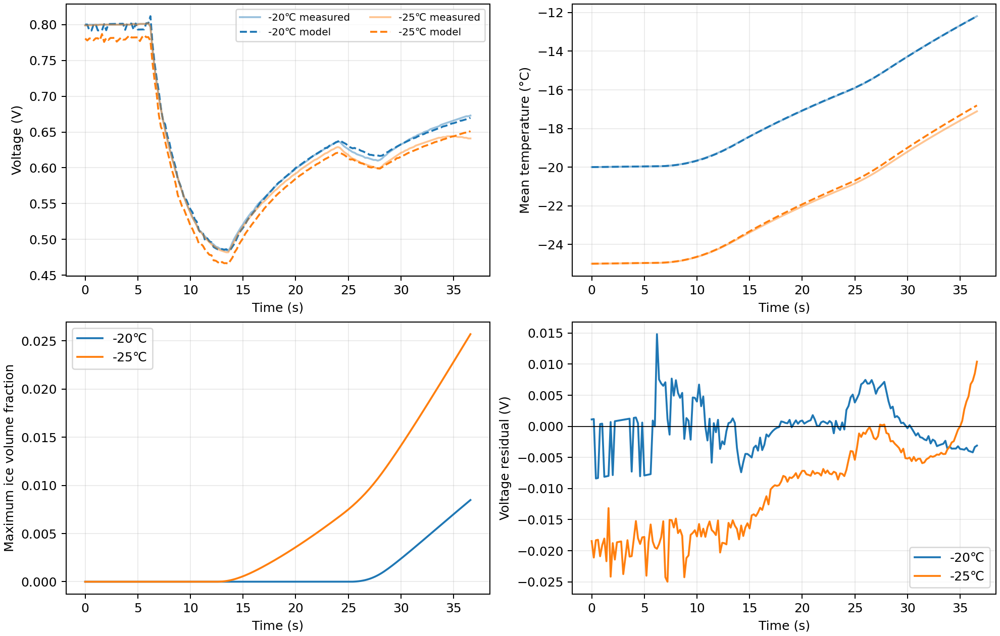 Voltage (V)
0.80
0.75
0.70
0.65
0.60
0.55
0.50
0.45
-20℃ measured
-20℃ model
-25℃ measured
-25℃ model
0 5 10 15 20 25 30 35
Time (s)
Mean temperature (°C)
−12
−14
−16
−18
−20
−22
−24
0 5 10 15 20 25 30 35
Time (s)
Maximum ice volume fraction
0.025
0.020
0.015
0.010
0.005
0.000
-20℃
-25℃
0 5 10 15 20 25 30 35
Time (s)
Voltage residual (V)
0.015
0.010
0.005
0.000
−0.005
−0.010
−0.015
−0.020
−0.025
-20℃
-25℃
0 5 10 15 20 25 30 35
Time (s)